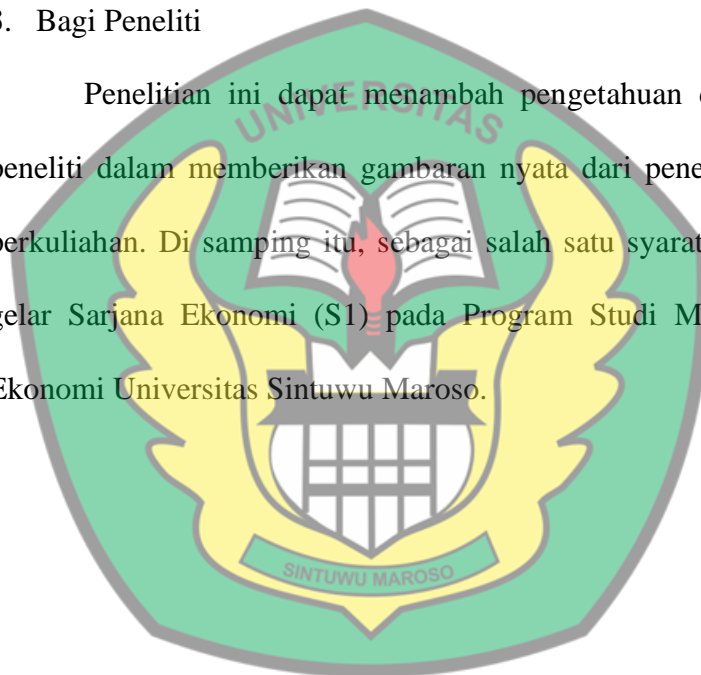 3. Bagi Peneliti
Penelitian ini dapat menambah pengetahuan
peneliti dalam memberikan gambaran nyata dari
perkuliahan. Di samping itu, sebagai salah satu syarat
gelar Sarjana Ekonomi (S1) pada Program Studi
Ekonomi Universitas Sintuwu Maroso.
UNIVERSITAS
SINTUWU MAROSO